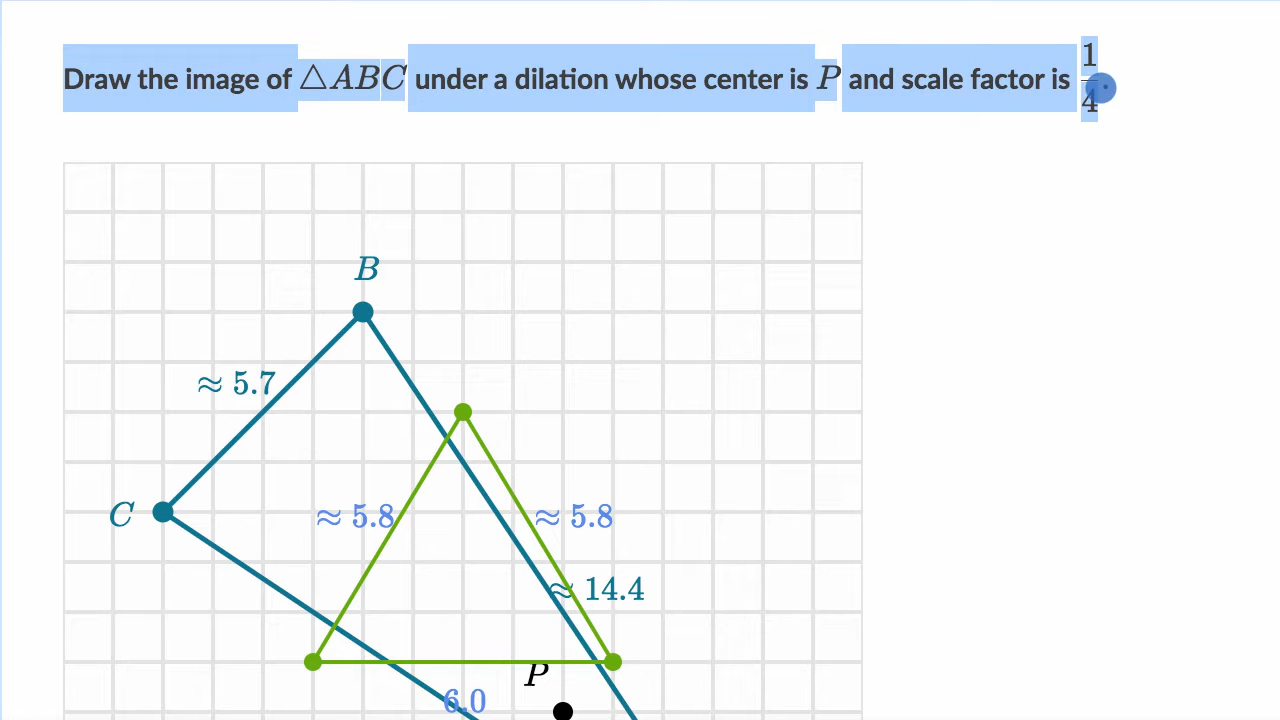 Draw the image of △ABC under a dilation whose center is P and scale factor is 1/4.
B
≈ 5.7
C
≈ 5.8
≈ 5.8
≈ 14.4
P
6.0